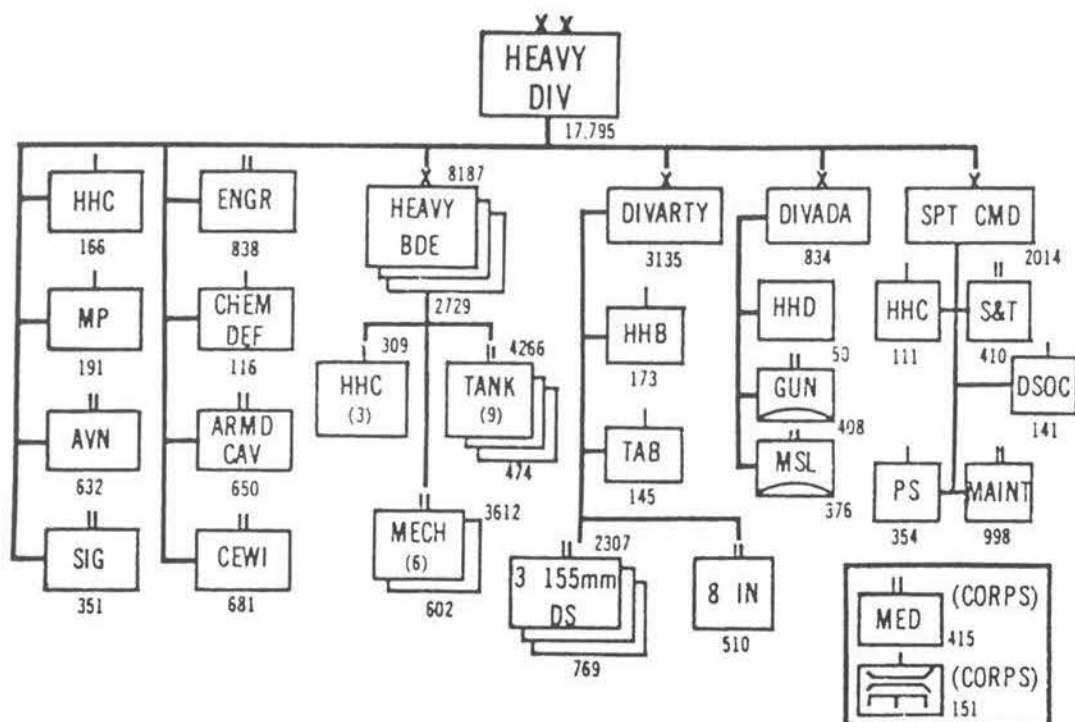 HEAVY
DIV
17.795
HHC
166
MP
191
AVN
632
SIG
351
ENGR
838
CHEM
DEF
116
ARMD
CAV
650
CEWI
681
8187
HEAVY
BDE
2729
309
HHC
(3)
4266
TANK
(9)
474
3612
MECH
(6)
602
DIVARTY
3135
HHB
173
TAB
145
2307
3 155mm
DS
769
8 IN
510
DIVADA
834
HHD
50
GUN
408
MSL
376
SPT CMD
2014
HHC
111
S&T
410
DSOC
141
PS
354
MAINT
998
MED
(CORPS)
415
(CORPS)
151